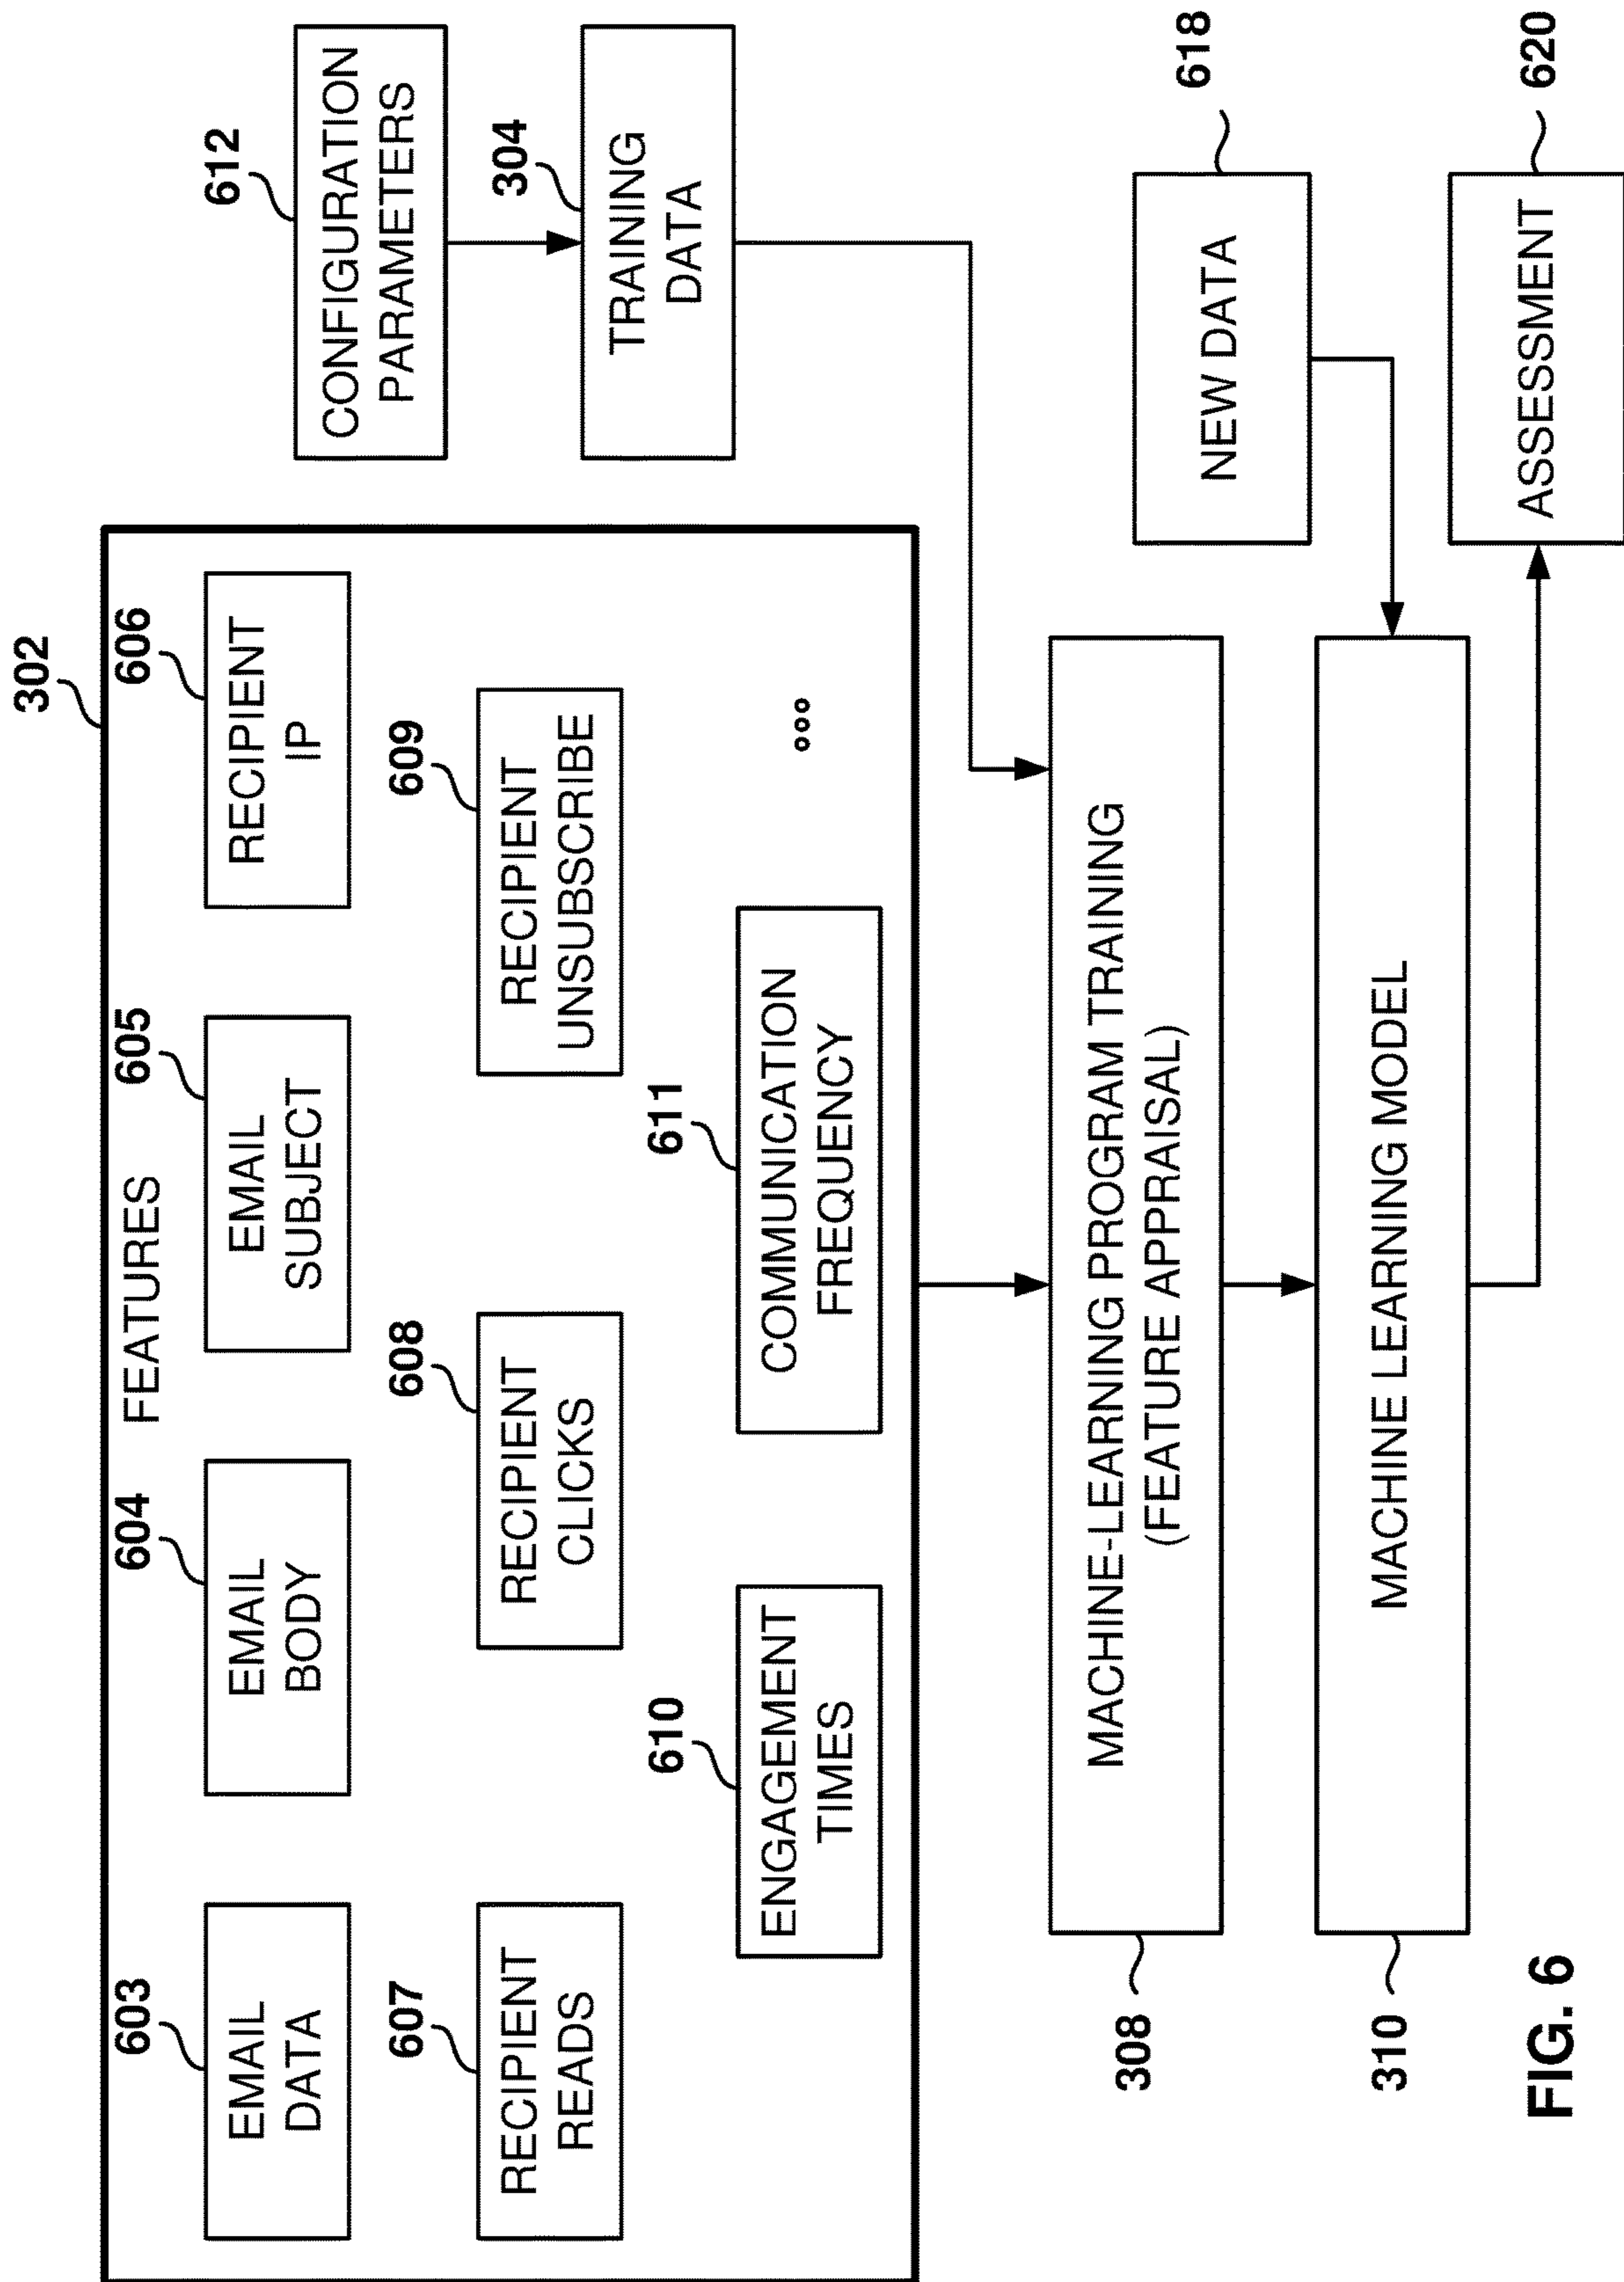 302
FEATURES
603
EMAIL
DATA
604
EMAIL
BODY
605
EMAIL
SUBJECT
606
RECIPIENT
IP
607
RECIPIENT
READS
608
RECIPIENT
CLICKS
609
RECIPIENT
UNSUBSCRIBE
610
ENGAGEMENT
TIMES
611
COMMUNICATION
FREQUENCY
612
CONFIGURATION
PARAMETERS
304
TRAINING
DATA
308
MACHINE-LEARNING PROGRAM TRAINING
(FEATURE APPRAISAL)
618
NEW DATA
310
MACHINE LEARNING MODEL
620
ASSESSMENT
FIG. 6